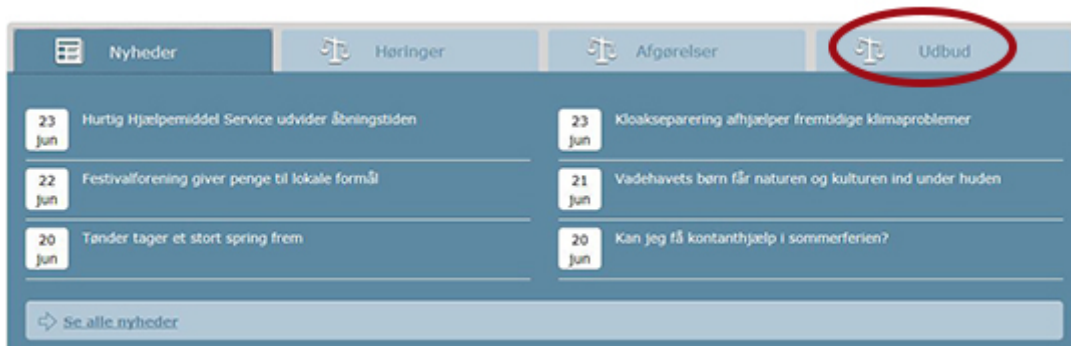 Nyheder
Høringer
Afgørelser
Udbud
23 jun
Hurtig Hjælpemiddel Service udvider åbningstiden
23 jun
Kloakseparering afhjælper fremtidige klimaproblemer
22 jun
Festivalforening giver penge til lokale formål
21 jun
Vadehavets børn får naturen og kulturen ind under huden
20 jun
Tønder tager et stort spring frem
20 jun
Kan jeg få kontanthjælp i sommerferien?
Se alle nyheder